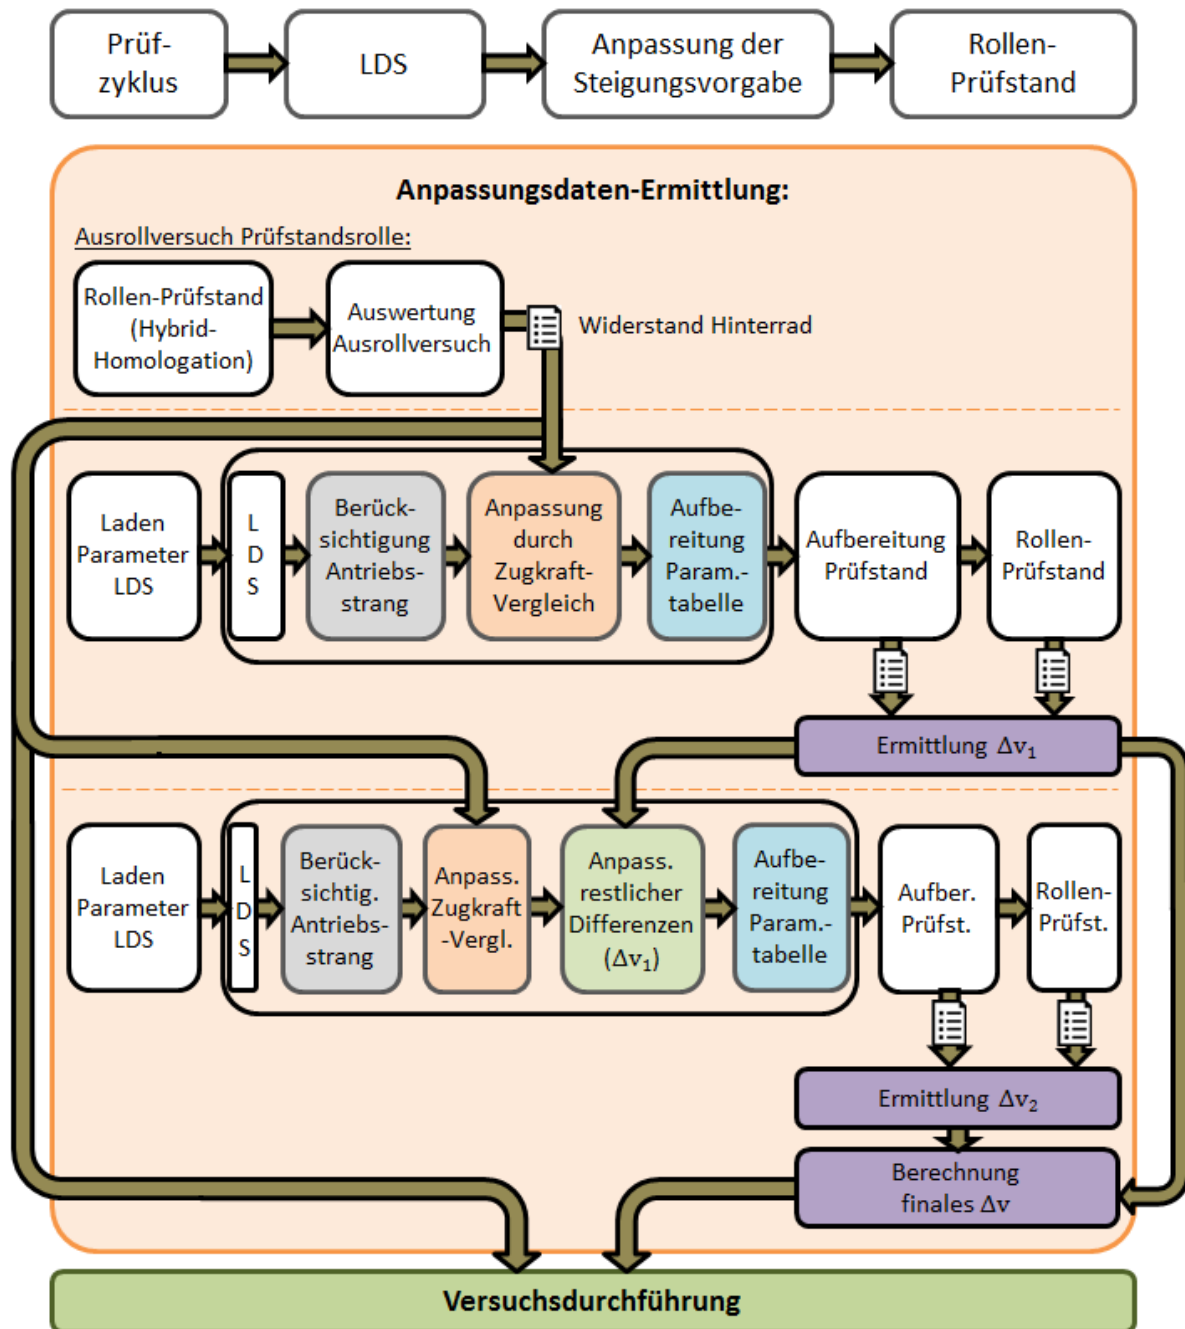 Prüf-
zyklus
LDS
Anpassung der
Steigungsvorgabe
Rollen-
Prüfstand
Anpassungsdaten-Ermittlung:
Ausrollversuch Prüfstandsrolle:
Rollen-Prüfstand
(Hybrid-
Homologation)
Auswertung
Ausrollversuch
Widerstand Hinterrad
Laden
Parameter
LDS
L
D
S
Berück-
sichtigung
Antriebs-
strang
Anpassung
durch
Zugkraft-
Vergleich
Aufbe-
reitung
Param.-
tabelle
Aufbereitung
Prüfstand
Rollen-
Prüfstand
Ermittlung Δv₁
Laden
Parameter
LDS
L
D
S
Berück-
sichtig.
Antriebs-
strang
Anpass.
Zugkraft
-Vergl.
Anpass.
restlicher
Differenzen
(Δv₁)
Aufbe-
reitung
Param.-
tabelle
Aufber.
Prüfst.
Rollen-
Prüfst.
Ermittlung Δv₂
Berechnung
finales Δv
Versuchsdurchführung